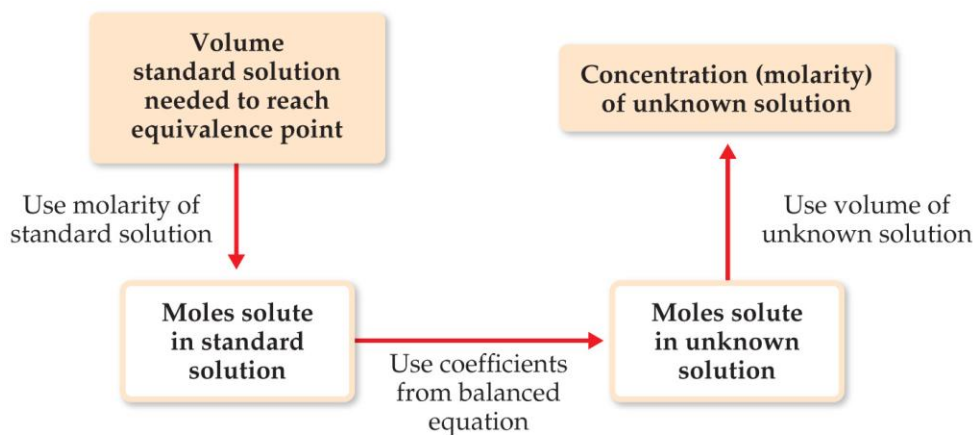 Volume
standard solution
needed to reach
equivalence point
Use molarity of
standard solution
Moles solute
in standard
solution
Use coefficients
from balanced
equation
Moles solute
in unknown
solution
Use volume of
unknown solution
Concentration (molarity)
of unknown solution